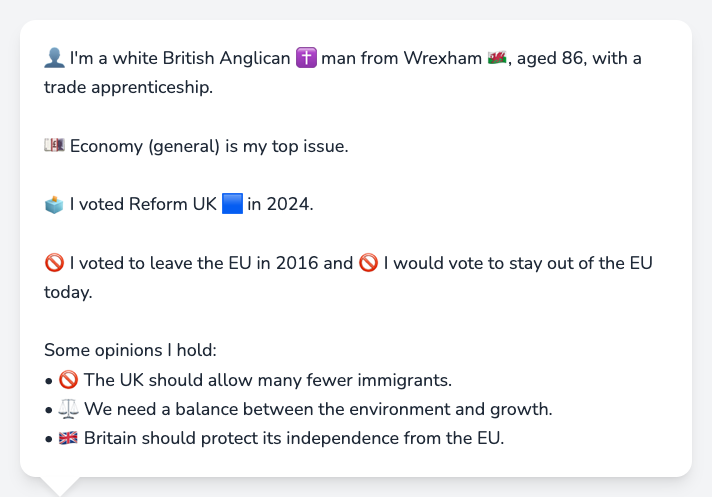 👤 I'm a white British Anglican ✝️ man from Wrexham 🏴󠁧󠁢󠁷󠁬󠁳󠁿, aged 86, with a
trade apprenticeship.
💷 Economy (general) is my top issue.
🗳️ I voted Reform UK 🟦 in 2024.
🚫 I voted to leave the EU in 2016 and 🚫 I would vote to stay out of the EU
today.
Some opinions I hold:
• 🚫 The UK should allow many fewer immigrants.
• ⚖️ We need a balance between the environment and growth.
• 🇬🇧 Britain should protect its independence from the EU.